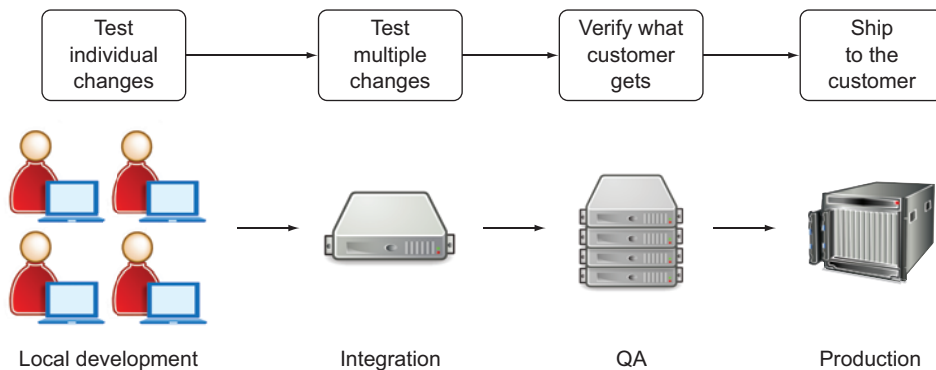 Test
individual
changes
Test
multiple
changes
Verify what
customer
gets
Ship
to the
customer
Local development
Integration
QA
Production